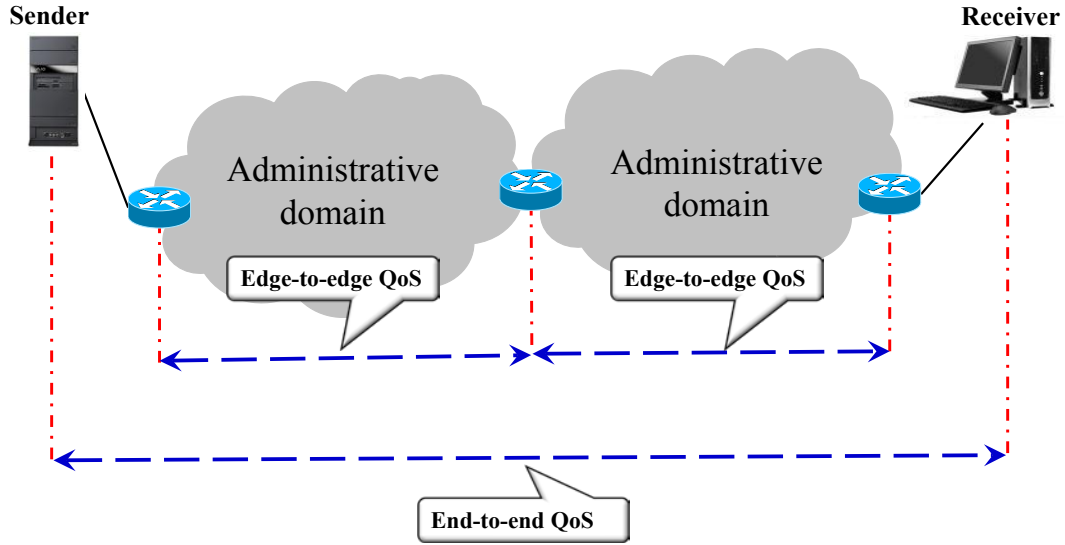 Sender
Receiver
Administrative
domain
Administrative
domain
Edge-to-edge QoS
Edge-to-edge QoS
End-to-end QoS